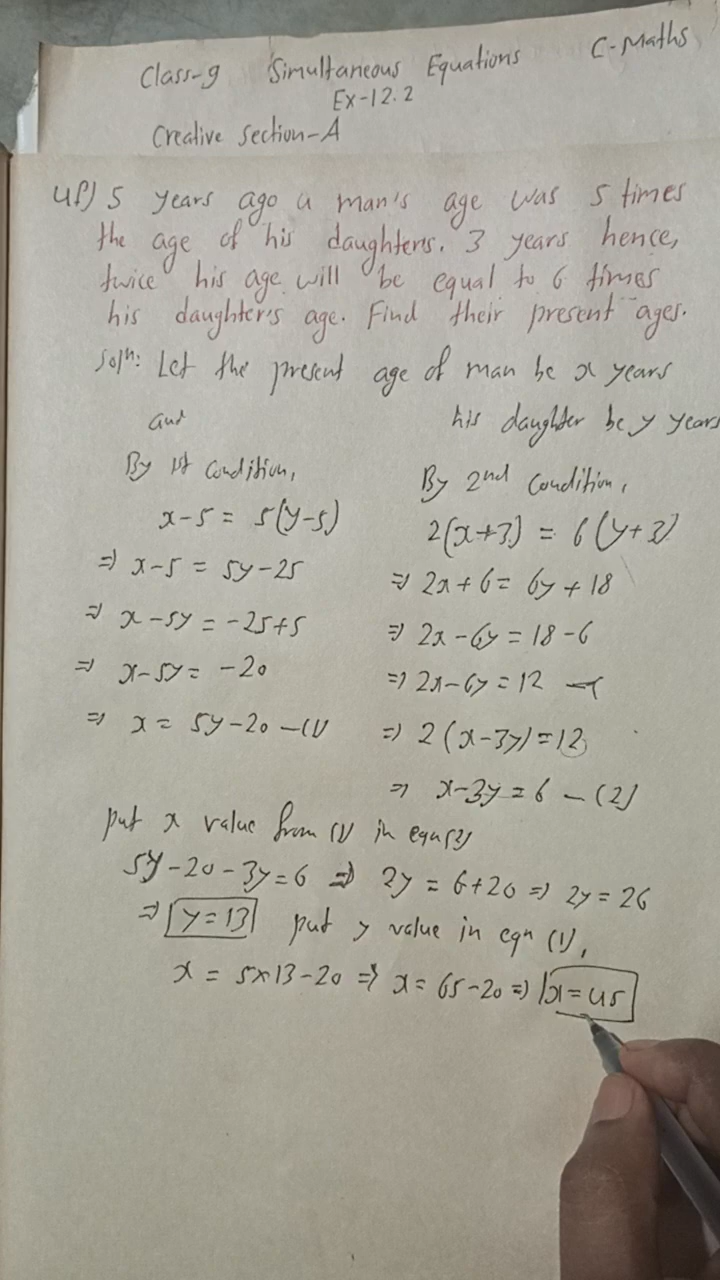 Class-9 Simultaneous Equations C-Maths
Ex-12.2
Creative Section-A
4f) 5 years ago a man's age was 5 times
the age of his daughters. 3 years hence,
twice his age will be equal to 6 times
his daughter's age. Find their present ages.
Solⁿ: Let the present age of man be x years
and his daughter be y years
By 1st Condition,
x-5 = 5(y-5)
=> x-5 = 5y-25
=> x-5y = -25+5
=> x-5y = -20
=> x = 5y-20 -(1)
By 2nd Condition,
2(x+3) = 6(y+3)
=> 2x+6 = 6y+18
=> 2x-6y = 18-6
=> 2x-6y = 12
=> 2(x-3y) = 12
=> x-3y = 6 -(2)
put x value from (1) in eqn(2)
5y-20-3y=6 => 2y = 6+20 => 2y = 26
=> y=13 put y value in eqn (1),
x = 5x13-20 => x = 65-20 => x=45